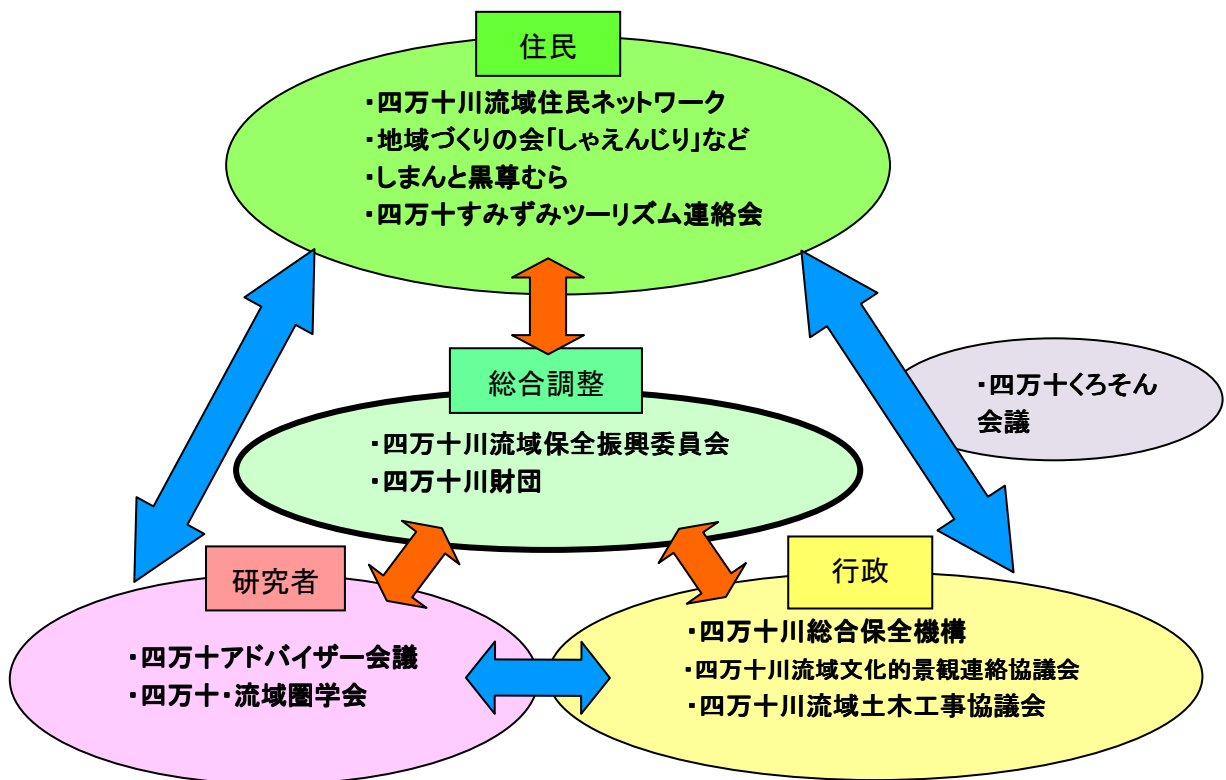 住民
・四万十川流域住民ネットワーク
・地域づくりの会｢しゃえんじり｣など
・しまんと黒尊むら
・四万十すみずみツーリズム連絡会
総合調整
・四万十川流域保全振興委員会
・四万十川財団
・四万十くろそん
会議
研究者
・四万十アドバイザー会議
・四万十・流域圏学会
行政
・四万十川総合保全機構
・四万十川流域文化的景観連絡協議会
・四万十川流域土木工事協議会